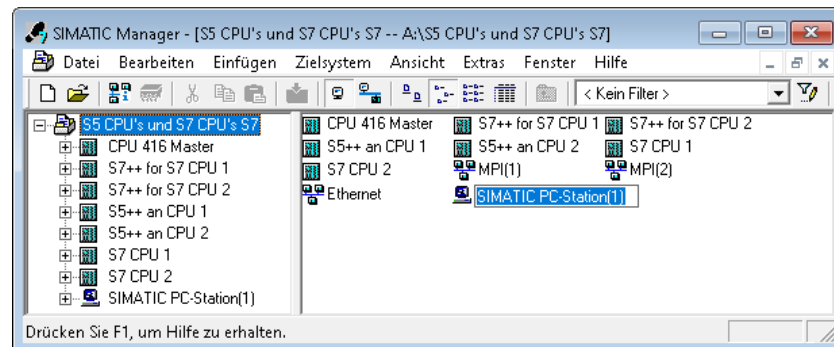 SIMATIC Manager - [S5 CPU's und S7 CPU's S7 -- A:\S5 CPU's und S7 CPU's S7]
Datei Bearbeiten Einfügen Zielsystem Ansicht Extras Fenster Hilfe
< Kein Filter >
S5 CPU's und S7 CPU's S7
CPU 416 Master
S7++ for S7 CPU 1
S7++ for S7 CPU 2
S5++ an CPU 1
S5++ an CPU 2
S7 CPU 1
S7 CPU 2
SIMATIC PC-Station(1)
CPU 416 Master S7++ for S7 CPU 1 S7++ for S7 CPU 2
S5++ an CPU 1 S5++ an CPU 2 S7 CPU 1
S7 CPU 2 MPI(1) MPI(2)
Ethernet SIMATIC PC-Station(1)
Drücken Sie F1, um Hilfe zu erhalten.